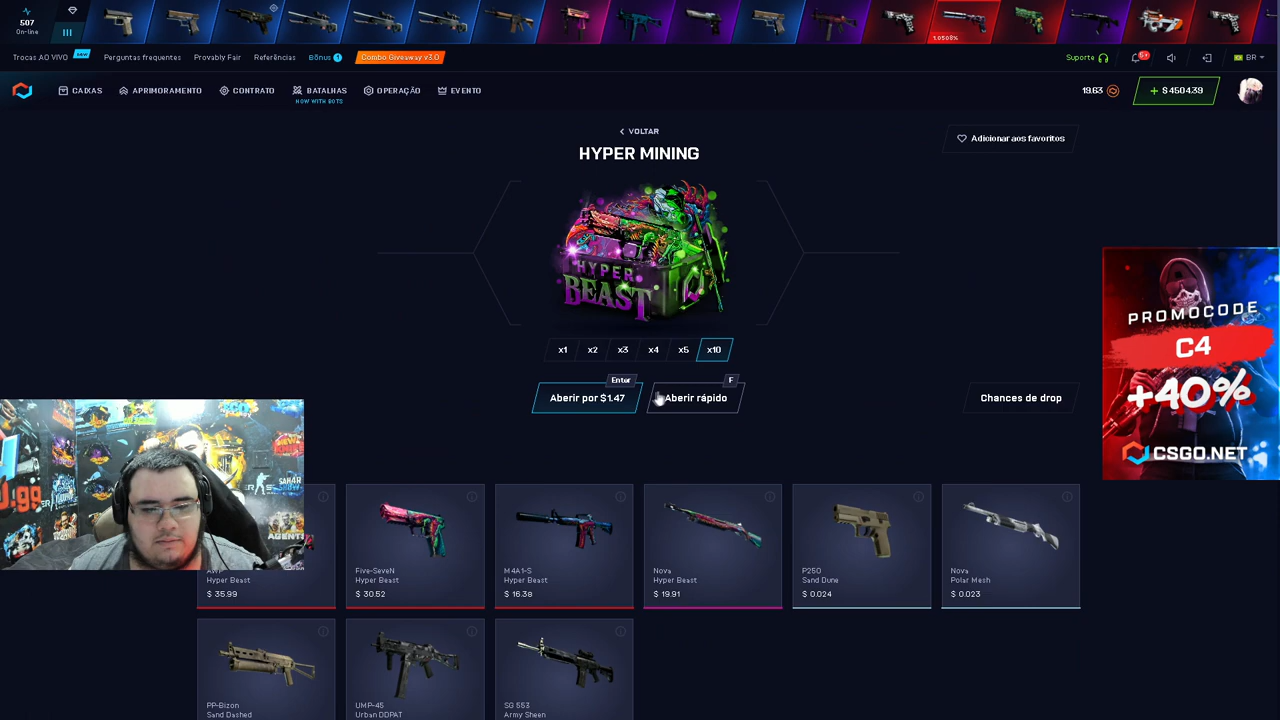 507
On-line
1.0508%
Trocas AO VIVO
NEW
Perguntas frequentes
Provably Fair
Referências
Bônus
Combo Giveaway v3.0
Suporte
5+
BR
CAIXAS
APRIMORAMENTO
CONTRATO
BATALHAS
NOW WITH BOTS
OPERAÇÃO
EVENTO
19.63
+ $ 4504.39
VOLTAR
HYPER MINING
Adicionar aos favoritos
HYPER
BEAST
x1
x2
x3
x4
x5
x10
Enter
Aberir por $1.47
F
Aberir rápido
Chances de drop
PROMOCODE
C4
+40%
CSGO.NET
AWP
Hyper Beast
$ 35.99
Five-SeveN
Hyper Beast
$ 30.52
M4A1-S
Hyper Beast
$ 16.38
Nova
Hyper Beast
$ 19.91
P250
Sand Dune
$ 0.024
Nova
Polar Mesh
$ 0.023
PP-Bizon
Sand Dashed
UMP-45
Urban DDPAT
SG 553
Army Sheen